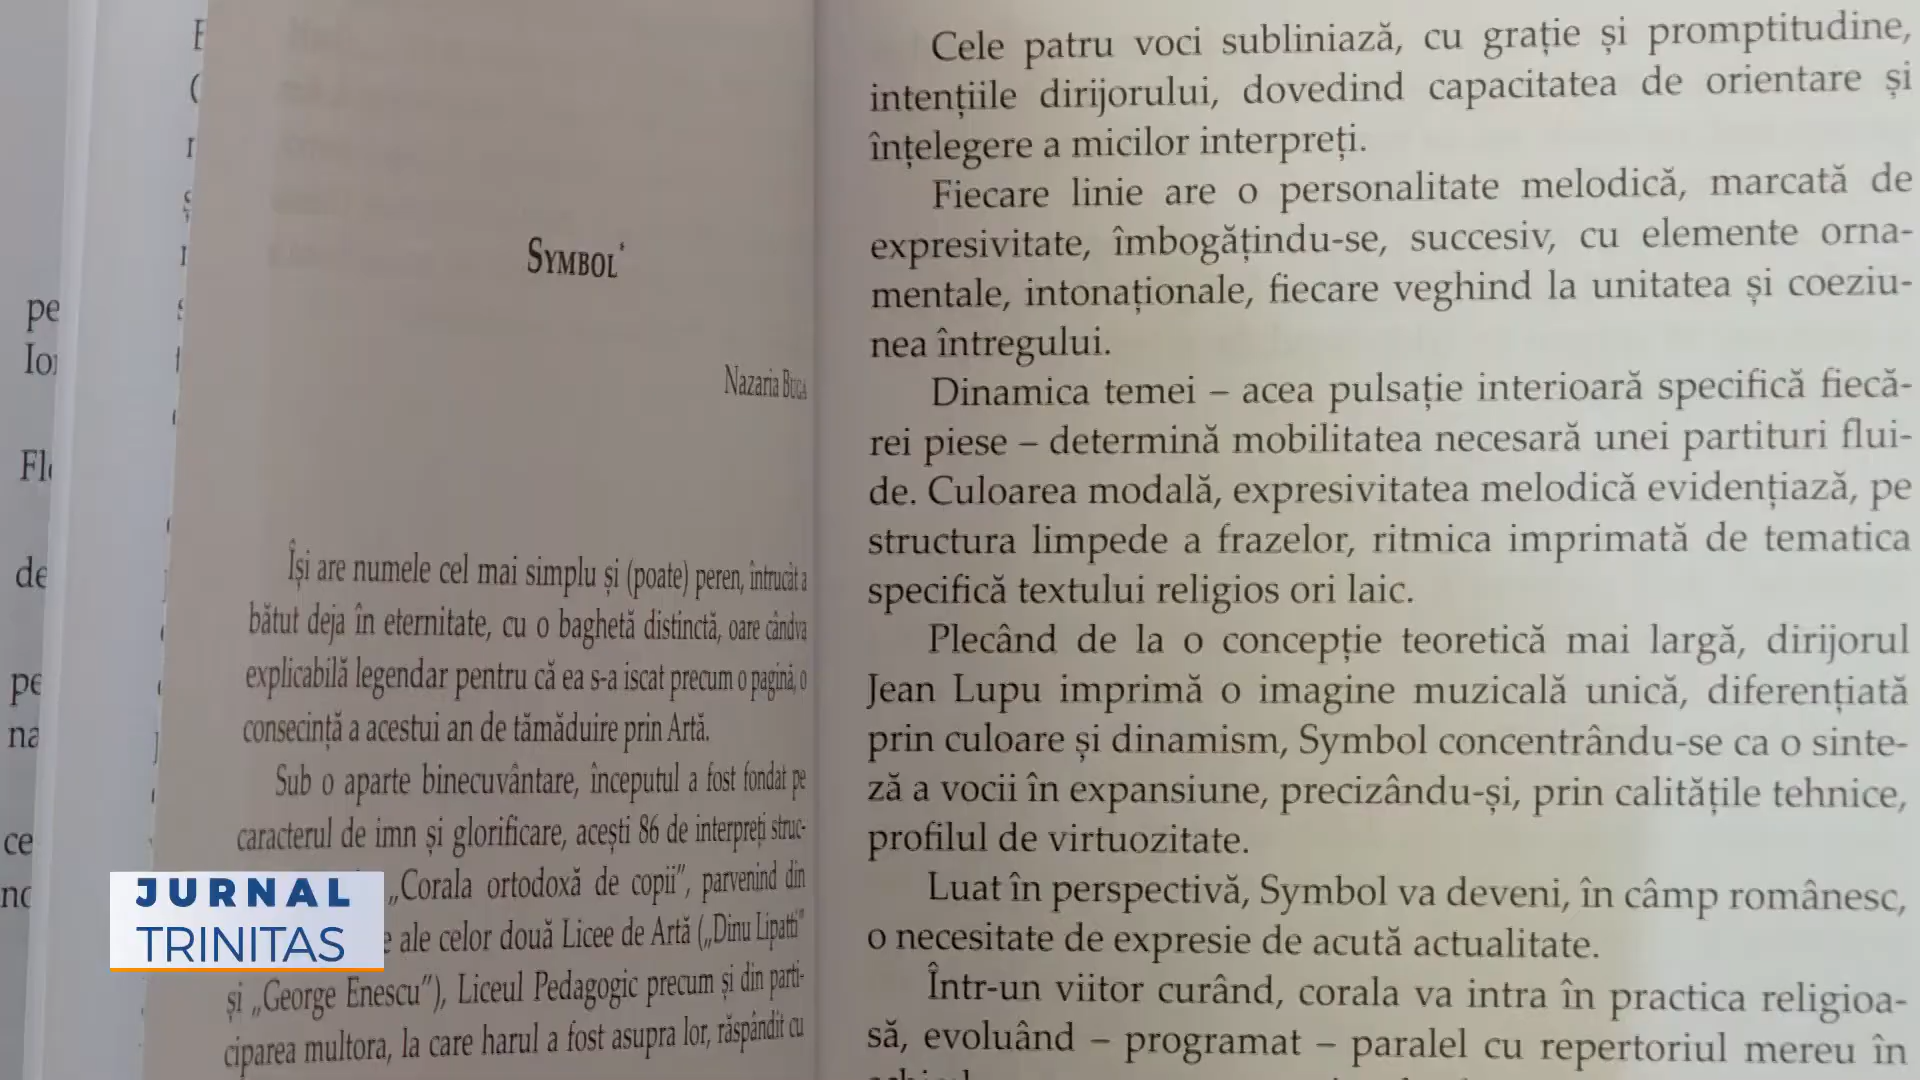 pe
de
pe
na
ce
SYMBOL*
Nazaria BUGA
Își are numele cel mai simplu și (poate) peren, întrucât a
bătut deja în eternitate, cu o baghetă distinctă, oare cândva
explicabilă legendar pentru că ea s-a iscat precum o pagină, o
consecință a acestui an de tămăduire prin Artă.
Sub o aparte binecuvântare, începutul a fost fondat pe
caracterul de imn și glorificare, acești 86 de interpreți struc-
„Corala ortodoxă de copii”, parvenind din
ale celor două Licee de Artă („Dinu Lipatti”
și „George Enescu”), Liceul Pedagogic precum și din parti-
ciparea multora, la care harul a fost asupra lor, răspândit cu
Cele patru voci subliniază, cu grație și promptitudine,
intențiile dirijorului, dovedind capacitatea de orientare și
înțelegere a micilor interpreți.
Fiecare linie are o personalitate melodică, marcată de
expresivitate, îmbogățindu-se, succesiv, cu elemente orna-
mentale, intonaționale, fiecare veghind la unitatea și coeziu-
nea întregului.
Dinamica temei – acea pulsație interioară specifică fiecă-
rei piese – determină mobilitatea necesară unei partituri flui-
de. Culoarea modală, expresivitatea melodică evidențiază, pe
structura limpede a frazelor, ritmica imprimată de tematica
specifică textului religios ori laic.
Plecând de la o concepție teoretică mai largă, dirijorul
Jean Lupu imprimă o imagine muzicală unică, diferențiată
prin culoare și dinamism, Symbol concentrându-se ca o sinte-
ză a vocii în expansiune, precizându-și, prin calitățile tehnice,
profilul de virtuozitate.
Luat în perspectivă, Symbol va deveni, în câmp românesc,
o necesitate de expresie de acută actualitate.
Într-un viitor curând, corala va intra în practica religioa-
să, evoluând – programat – paralel cu repertoriul mereu în
JURNAL
TRINITAS